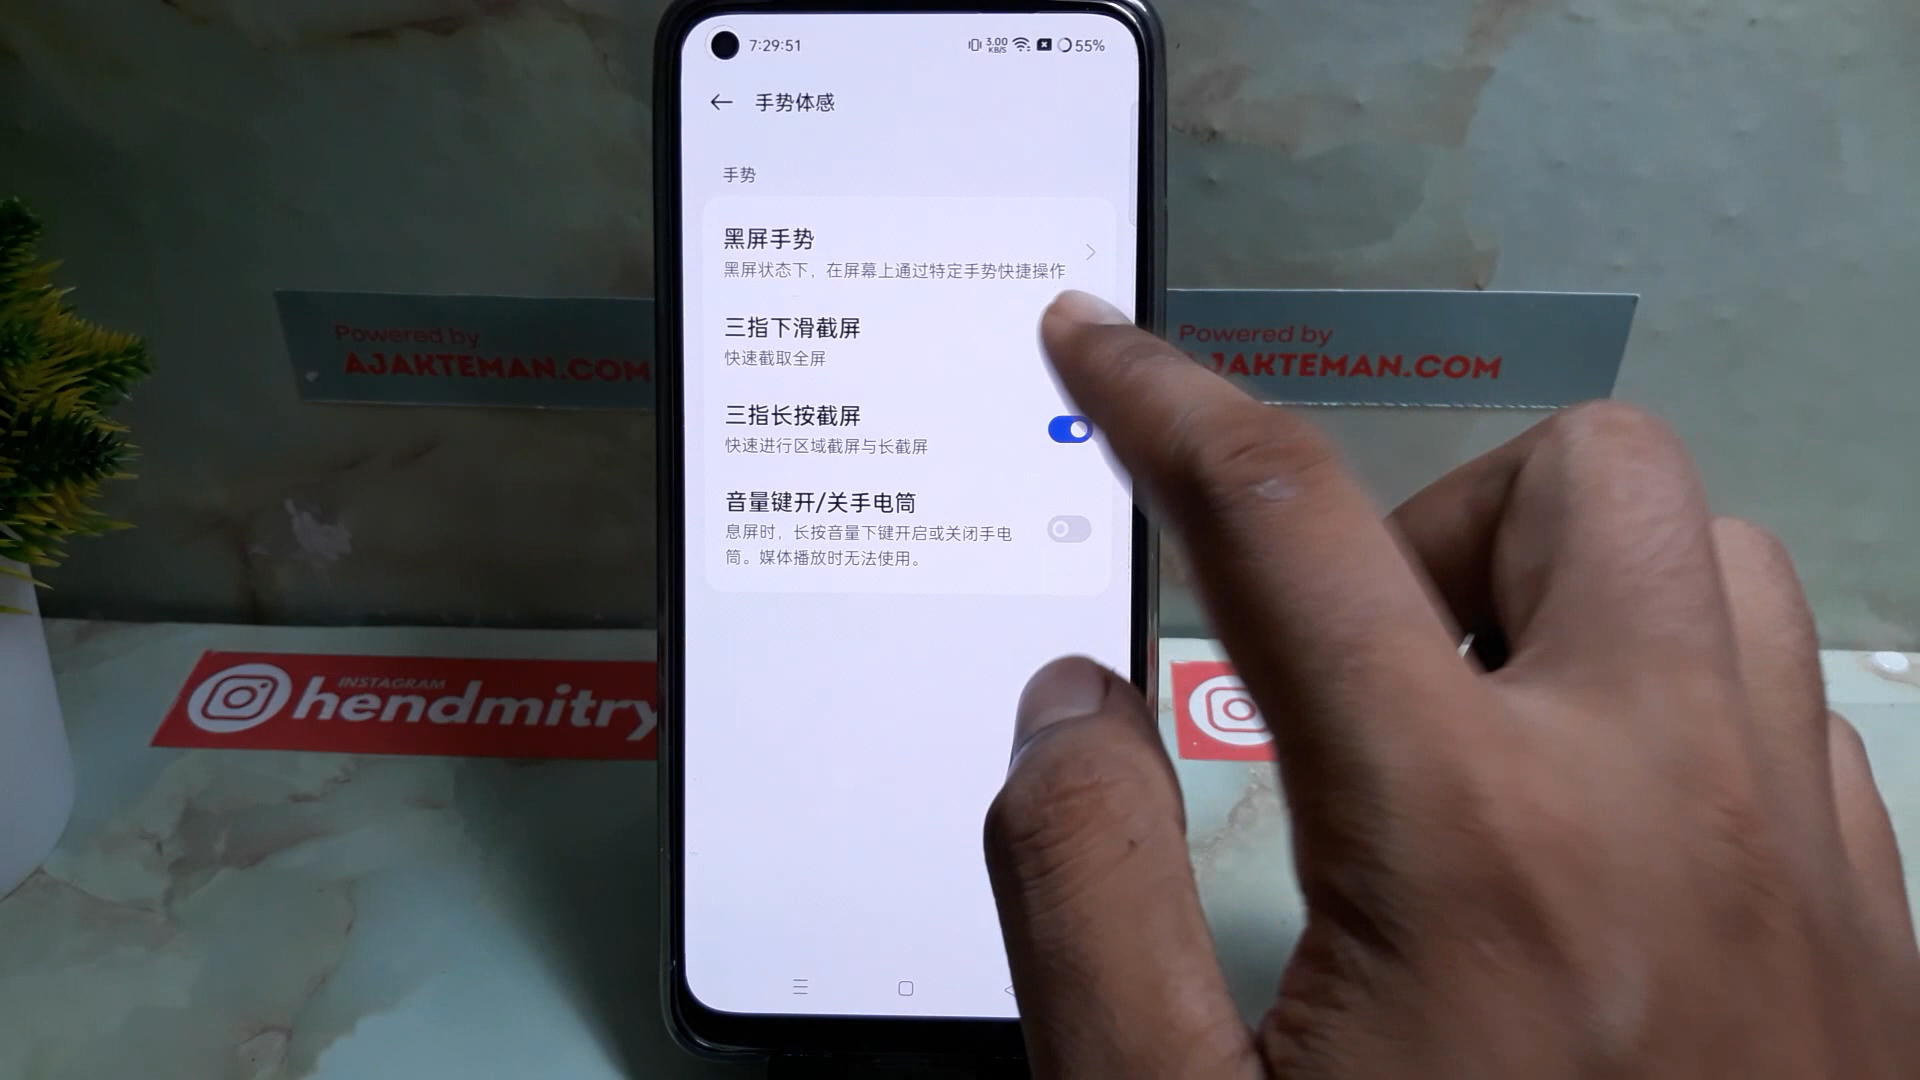 7:29:51
3.00 KB/S
55%
手势体感
手势
黑屏手势
黑屏状态下，在屏幕上通过特定手势快捷操作
三指下滑截屏
快速截取全屏
三指长按截屏
快速进行区域截屏与长截屏
音量键开/关手电筒
息屏时，长按音量下键开启或关闭手电
筒。媒体播放时无法使用。
Powered by
AJAKTEMAN.COM
Powered by
AJAKTEMAN.COM
INSTAGRAM
hendmitry